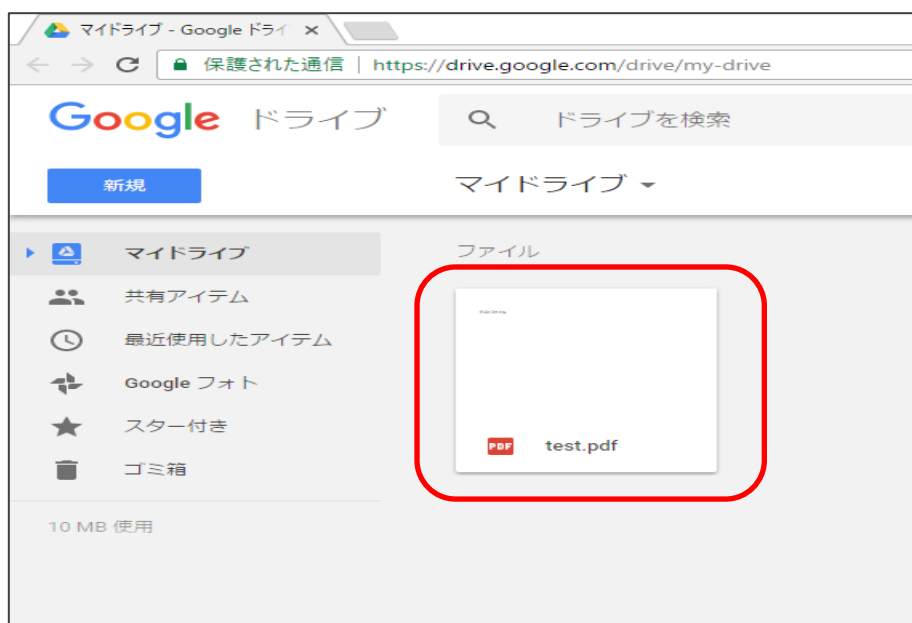 マイドライブ - Google ドライ
保護された通信 | https://drive.google.com/drive/my-drive
Google ドライブ
ドライブを検索
新規
マイドライブ
マイドライブ
ファイル
共有アイテム
最近使用したアイテム
Google フォト
スター付き
ゴミ箱
PDF test.pdf
10 MB 使用